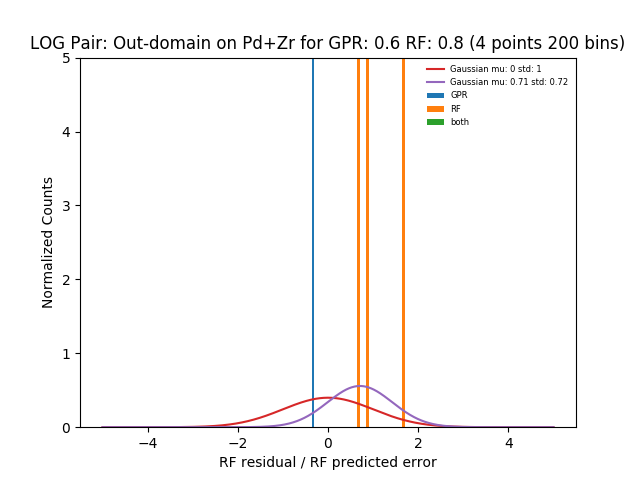 LOG Pair: Out-domain on Pd+Zr for GPR: 0.6 RF: 0.8 (4 points 200 bins)
Gaussian mu: 0 std: 1
Gaussian mu: 0.71 std: 0.72
GPR
RF
both
Normalized Counts
5
4
3
2
1
0
−4
−2
0
2
4
RF residual / RF predicted error